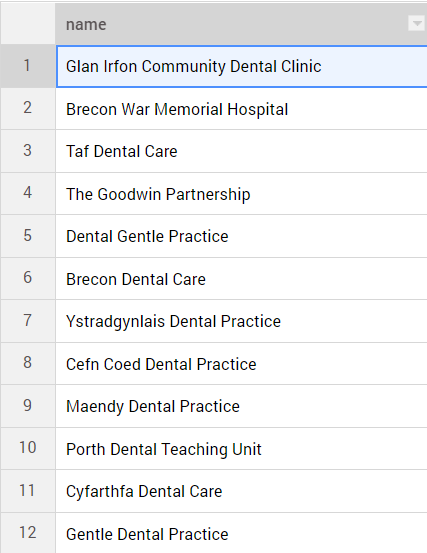 name
1 Glan Irfon Community Dental Clinic
2 Brecon War Memorial Hospital
3 Taf Dental Care
4 The Goodwin Partnership
5 Dental Gentle Practice
6 Brecon Dental Care
7 Ystradgynlais Dental Practice
8 Cefn Coed Dental Practice
9 Maendy Dental Practice
10 Porth Dental Teaching Unit
11 Cyfarthfa Dental Care
12 Gentle Dental Practice